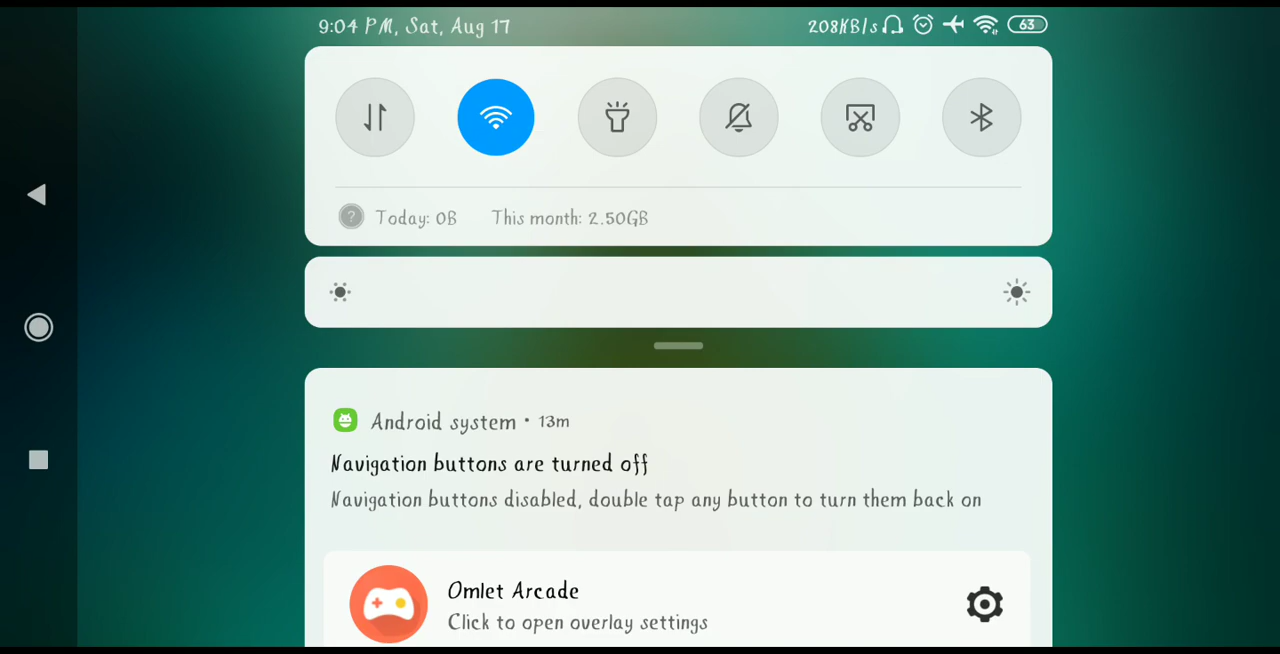 9:04 PM, Sat, Aug 17
208KB/s 63
?
Today: 0B This month: 2.50GB
Android system • 13m
Navigation buttons are turned off
Navigation buttons disabled, double tap any button to turn them back on
Omlet Arcade
Click to open overlay settings